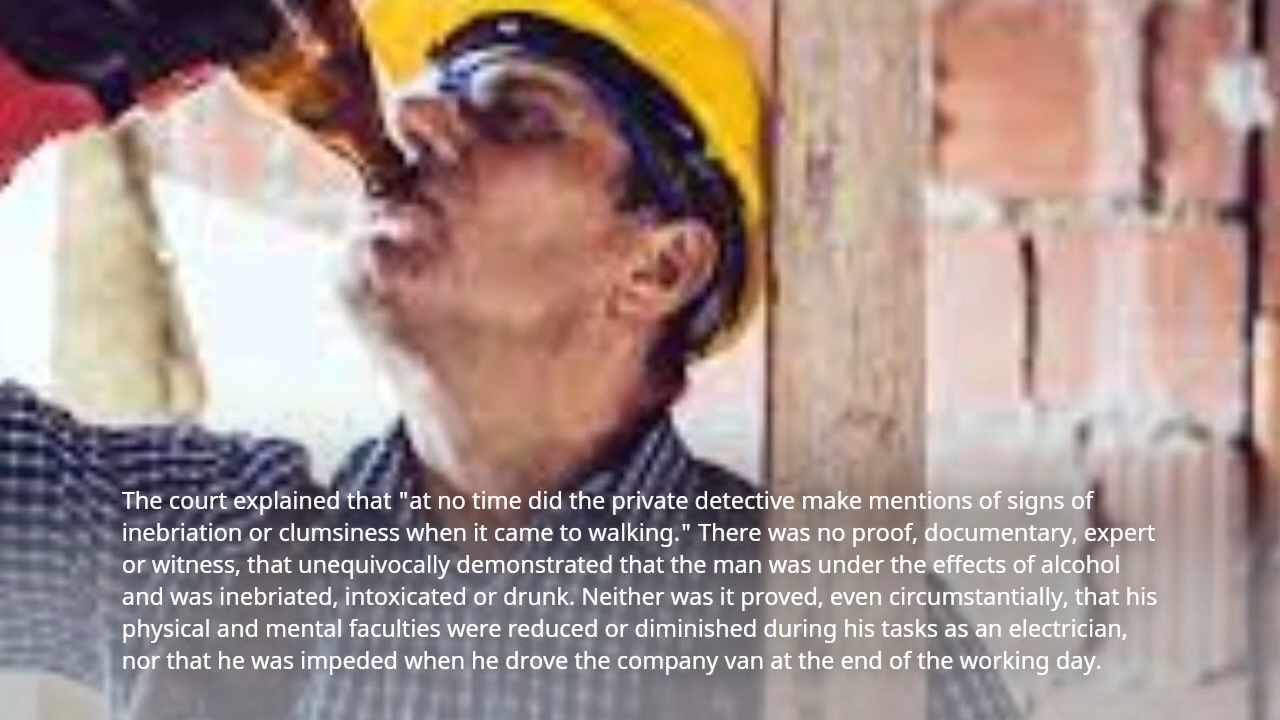 The court explained that "at no time did the private detective make mentions of signs of
inebriation or clumsiness when it came to walking." There was no proof, documentary, expert
or witness, that unequivocally demonstrated that the man was under the effects of alcohol
and was inebriated, intoxicated or drunk. Neither was it proved, even circumstantially, that his
physical and mental faculties were reduced or diminished during his tasks as an electrician,
nor that he was impeded when he drove the company van at the end of the working day.